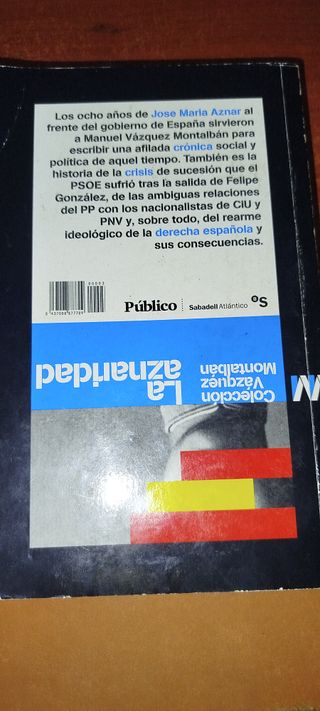 Los ocho años de Jose Maria Aznar al
frente del gobierno de España sirvieron
a Manuel Vázquez Montalbán para
escribir una afilada crónica social y
política de aquel tiempo. También es la
historia de la crisis de sucesión que el
PSOE sufrió tras la salida de Felipe
González, de las ambiguas relaciones
del PP con los nacionalistas de CiU y
PNV y, sobre todo, del rearme
ideológico de la derecha española y
sus consecuencias.
00003
Público
Sabadell Atlántico
Sº
La
aznaridad
Colección
Vázquez
Montalbán